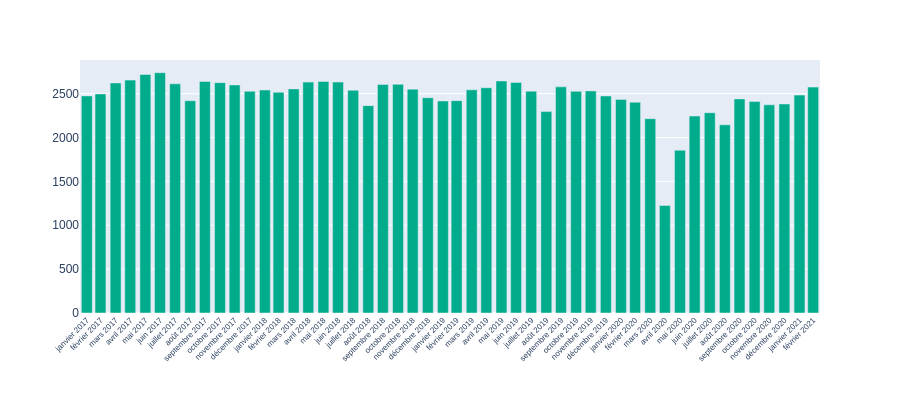 2500
2000
1500
1000
500
0
janvier 2017
février 2017
mars 2017
avril 2017
mai 2017
juin 2017
juillet 2017
août 2017
septembre 2017
octobre 2017
novembre 2017
décembre 2017
janvier 2018
février 2018
mars 2018
avril 2018
mai 2018
juin 2018
juillet 2018
août 2018
septembre 2018
octobre 2018
novembre 2018
décembre 2018
janvier 2019
février 2019
mars 2019
avril 2019
mai 2019
juin 2019
juillet 2019
août 2019
septembre 2019
octobre 2019
novembre 2019
décembre 2019
janvier 2020
février 2020
mars 2020
avril 2020
mai 2020
juin 2020
juillet 2020
août 2020
septembre 2020
octobre 2020
novembre 2020
décembre 2020
janvier 2021
février 2021